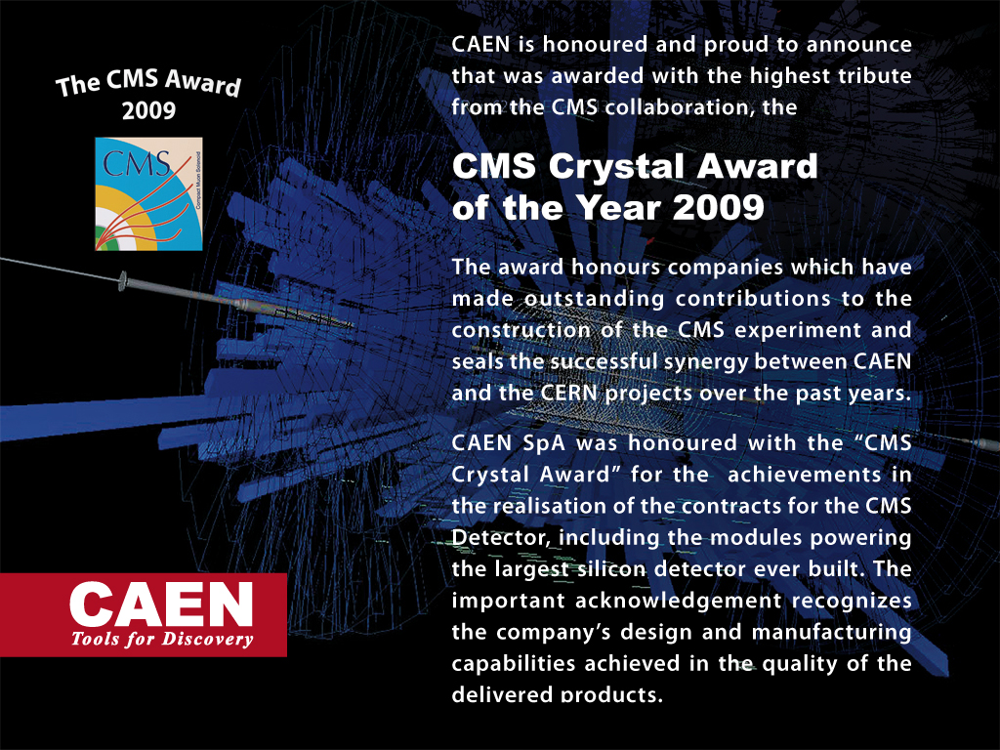 The CMS Award
2009
CMS
Compact Muon Solenoid
CAEN is honoured and proud to announce
that was awarded with the highest tribute
from the CMS collaboration, the
CMS Crystal Award
of the Year 2009
The award honours companies which have
made outstanding contributions to the
construction of the CMS experiment and
seals the successful synergy between CAEN
and the CERN projects over the past years.
CAEN SpA was honoured with the “CMS
Crystal Award” for the achievements in
the realisation of the contracts for the CMS
Detector, including the modules powering
the largest silicon detector ever built. The
important acknowledgement recognizes
the company’s design and manufacturing
capabilities achieved in the quality of the
delivered products.
CAEN
Tools for Discovery